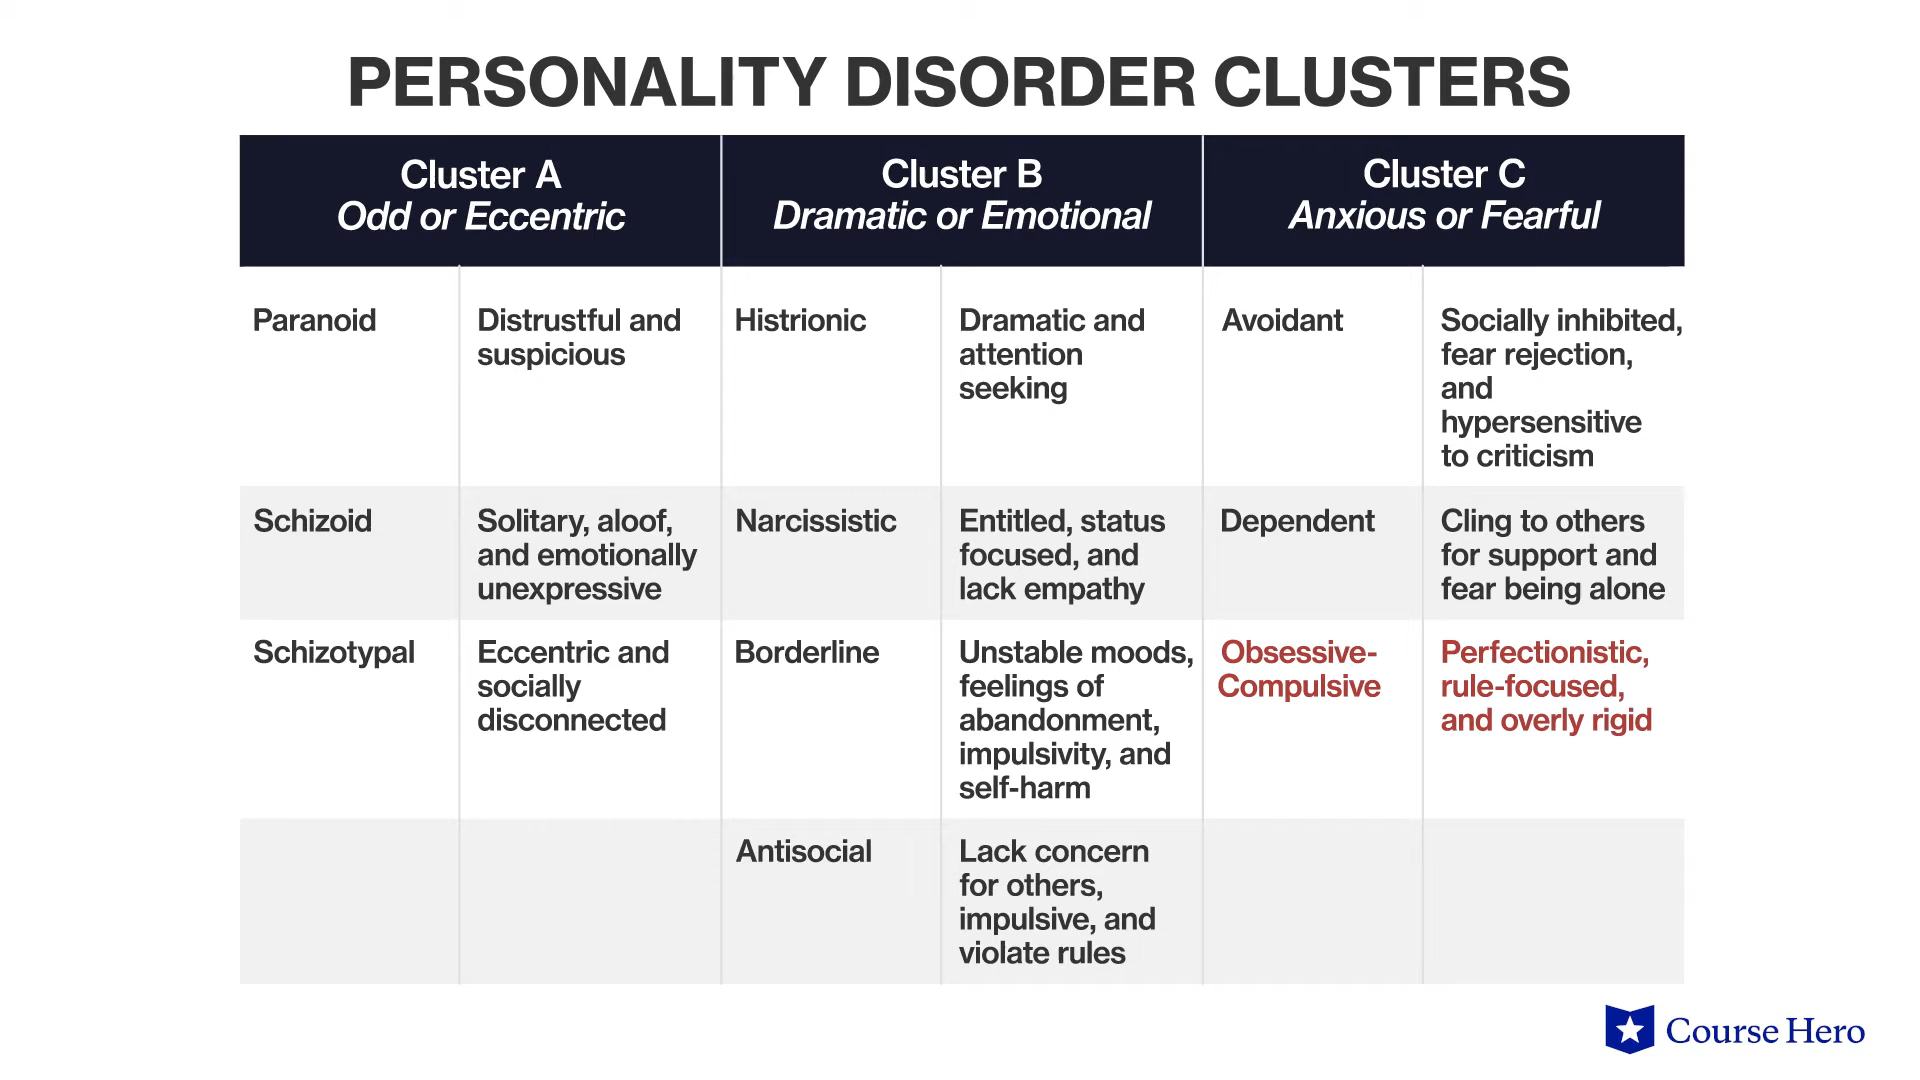 PERSONALITY DISORDER CLUSTERS
Cluster A
Odd or Eccentric
Cluster B
Dramatic or Emotional
Cluster C
Anxious or Fearful
Paranoid
Distrustful and
suspicious
Histrionic
Dramatic and
attention
seeking
Avoidant
Socially inhibited,
fear rejection,
and
hypersensitive
to criticism
Schizoid
Solitary, aloof,
and emotionally
unexpressive
Narcissistic
Entitled, status
focused, and
lack empathy
Dependent
Cling to others
for support and
fear being alone
Schizotypal
Eccentric and
socially
disconnected
Borderline
Unstable moods,
feelings of
abandonment,
impulsivity, and
self-harm
Obsessive-
Compulsive
Perfectionistic,
rule-focused,
and overly rigid
Antisocial
Lack concern
for others,
impulsive, and
violate rules
Course Hero